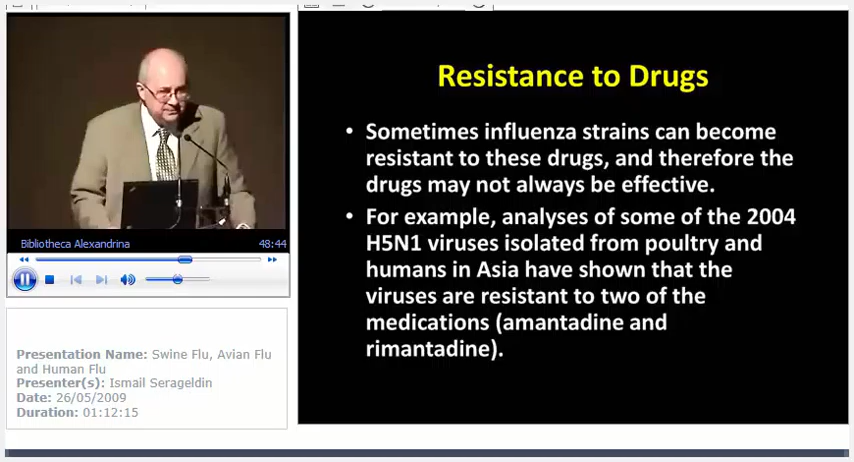 Bibliotheca Alexandrina 48:44
Presentation Name: Swine Flu, Avian Flu
and Human Flu
Presenter(s): Ismail Serageldin
Date: 26/05/2009
Duration: 01:12:15
Resistance to Drugs
• Sometimes influenza strains can become
resistant to these drugs, and therefore the
drugs may not always be effective.
• For example, analyses of some of the 2004
H5N1 viruses isolated from poultry and
humans in Asia have shown that the
viruses are resistant to two of the
medications (amantadine and
rimantadine).